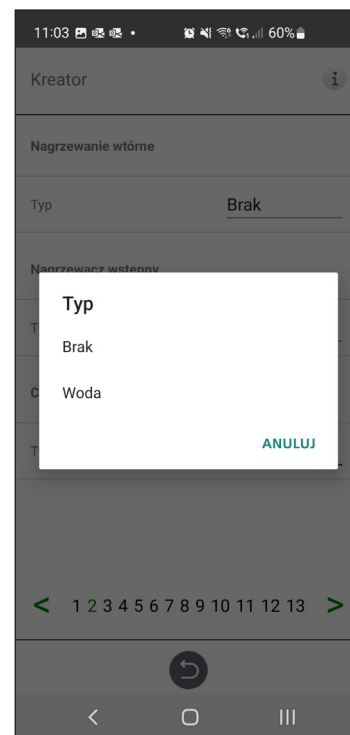 11:03 60%
Kreator i
Nagrzewanie wtórne
Typ Brak
Nagrzewacz wstępny
T
Typ
Brak
Woda
C
ANULUJ
T
< 1 2 3 4 5 6 7 8 9 10 11 12 13 >